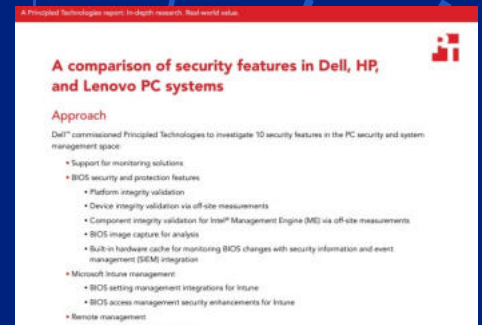 A Principled Technologies report: In-depth research. Real-world value.
A comparison of security features in Dell, HP,
and Lenovo PC systems
Approach
Dell™ commissioned Principled Technologies to investigate 10 security features in the PC security and system
management space:
• Support for monitoring solutions
• BIOS security and protection features
• Platform integrity validation
• Device integrity validation via off-site measurements
• Component integrity validation for Intel® Management Engine (ME) via off-site measurements
• BIOS image capture for analysis
• Built-in hardware cache for monitoring BIOS changes with security information and event
management (SIEM) integration
• Microsoft Intune management
• BIOS setting management integrations for Intune
• BIOS access management security enhancements for Intune
• Remote management